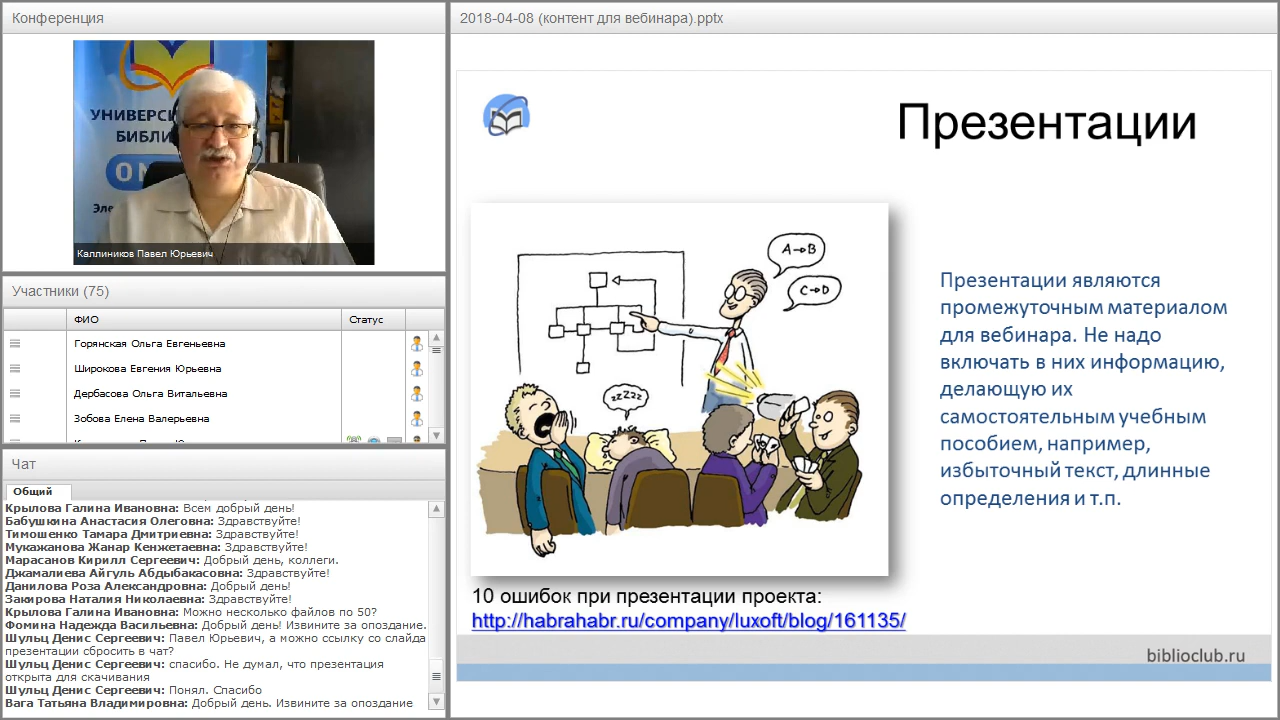 Конференция
УНИВЕРС
БИБЛИ
Каллиников Павел Юрьевич
Участники (75)
ФИО Статус
Горянская Ольга Евгеньевна
Широкова Евгения Юрьевна
Дербасова Ольга Витальевна
Зобова Елена Валерьевна
Чат
Общий
Крылова Галина Ивановна: Всем добрый день!
Бабушкина Анастасия Олеговна: Здравствуйте!
Тимошенко Тамара Дмитриевна: Здравствуйте!
Мукажанова Жанар Кенжетаевна: Здравствуйте!
Марасанов Кирилл Сергеевич: Добрый день, коллеги.
Джамалиева Айгуль Абдыбакасовна: Здравствуйте!
Данилова Роза Александровна: Добрый день!
Закирова Наталия Николаевна: Здравствуйте!
Крылова Галина Ивановна: Можно несколько файлов по 50?
Фомина Надежда Васильевна: Добрый день! Извините за опоздание.
Шульц Денис Сергеевич: Павел Юрьевич, а можно ссылку со слайда
презентации сбросить в чат?
Шульц Денис Сергеевич: спасибо. Не думал, что презентация
открыта для скачивания
Шульц Денис Сергеевич: Понял. Спасибо
Вага Татьяна Владимировна: Добрый день. Извините за опоздание
2018-04-08 (контент для вебинара).pptx
Презентации
A→B
C→D
zZZzz
Презентации являются
промежуточным материалом
для вебинара. Не надо
включать в них информацию,
делающую их
самостоятельным учебным
пособием, например,
избыточный текст, длинные
определения и т.п.
10 ошибок при презентации проекта:
http://habrahabr.ru/company/luxoft/blog/161135/
biblioclub.ru